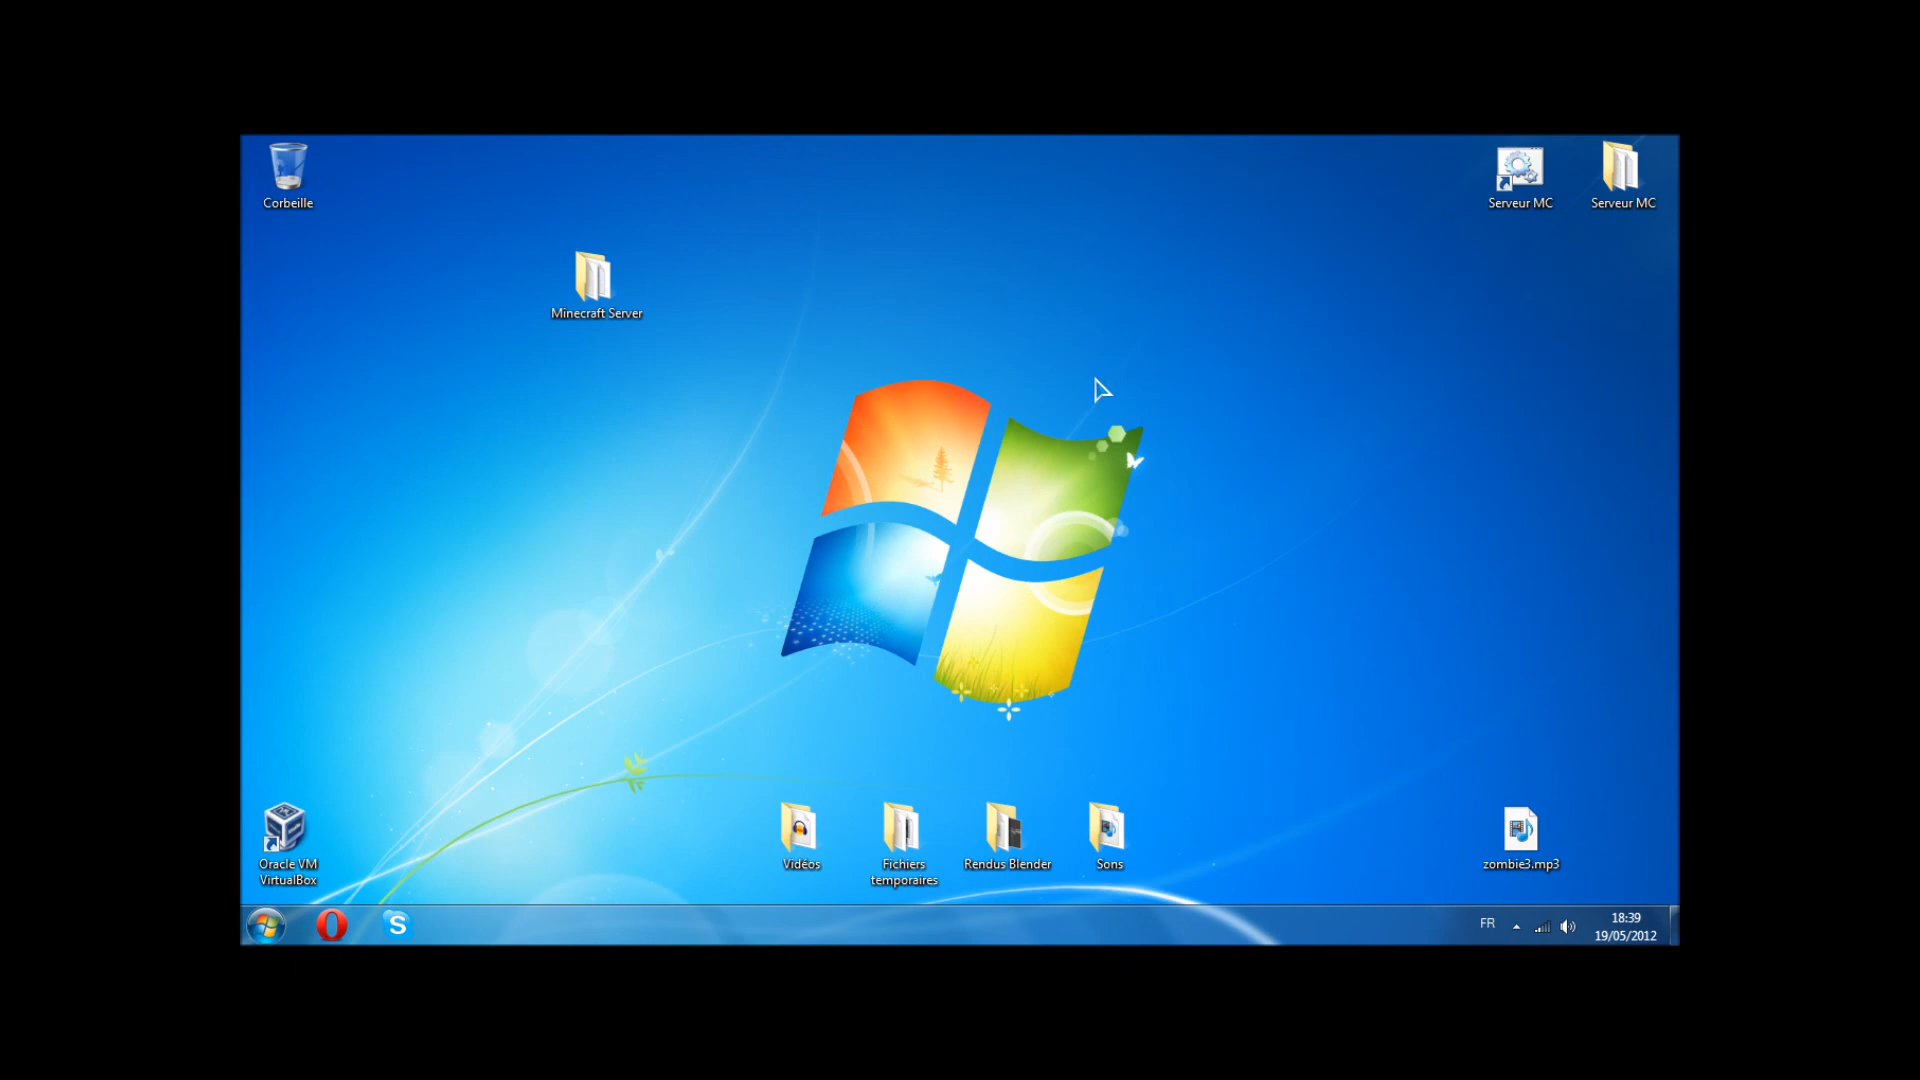 Corbeille
Serveur MC
Serveur MC
Minecraft Server
Oracle VM
VirtualBox
Vidéos
Fichiers
temporaires
Rendus Blender
Sons
zombie3.mp3
FR
18:39
19/05/2012